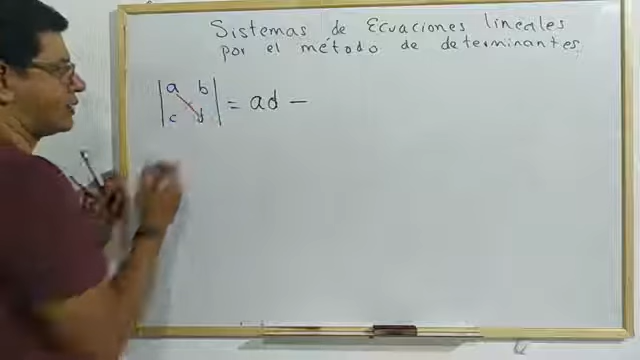 Sistemas de Ecuaciones lineales
por el método de determinantes
| a b | = ad −
| c d |